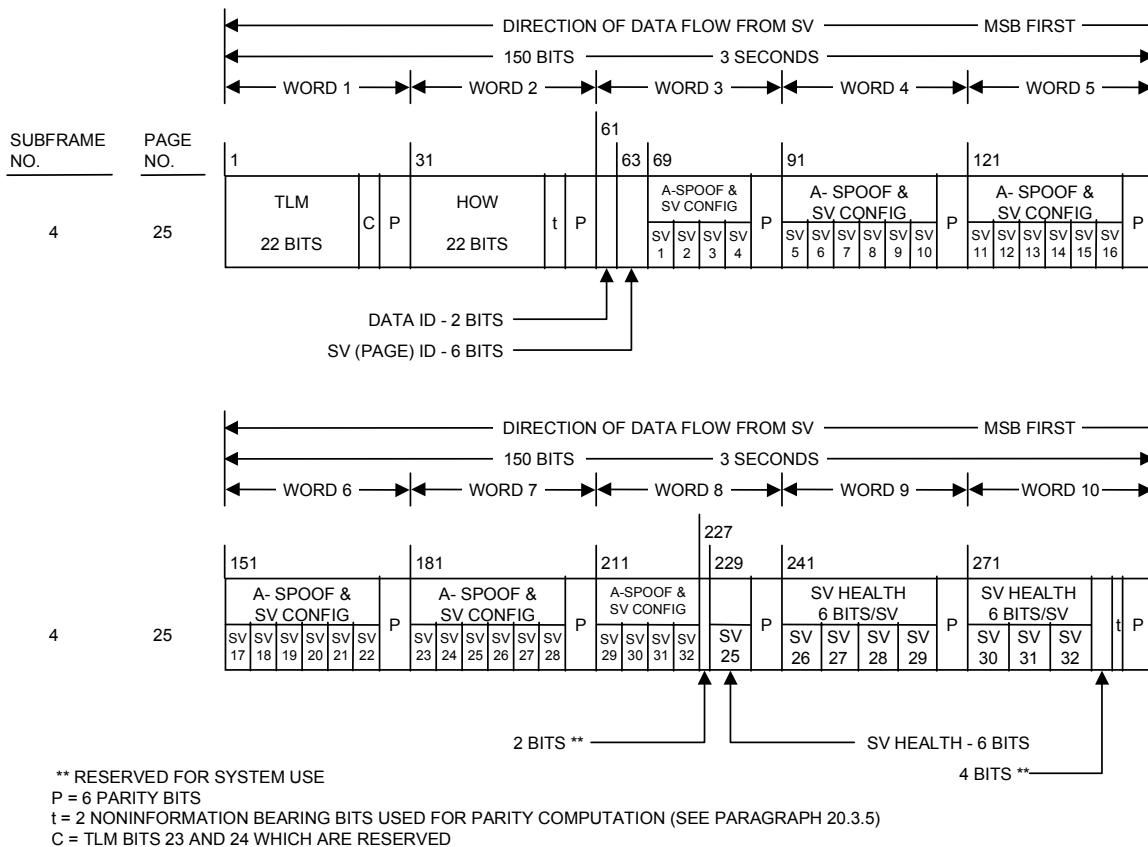 DIRECTION OF DATA FLOW FROM SV MSB FIRST
150 BITS 3 SECONDS
WORD 1 WORD 2 WORD 3 WORD 4 WORD 5
SUBFRAME NO. PAGE NO.
1 31 61 63 69 91 121
4 25
TLM
22 BITS
C P
HOW
22 BITS
t P
A-SPOOF &
SV CONFIG
SV 1 SV 2 SV 3 SV 4
P
A- SPOOF &
SV CONFIG
SV 5 SV 6 SV 7 SV 8 SV 9 SV 10
P
A- SPOOF &
SV CONFIG
SV 11 SV 12 SV 13 SV 14 SV 15 SV 16
P
DATA ID - 2 BITS
SV (PAGE) ID - 6 BITS
DIRECTION OF DATA FLOW FROM SV MSB FIRST
150 BITS 3 SECONDS
WORD 6 WORD 7 WORD 8 WORD 9 WORD 10
151 181 211 227 229 241 271
4 25
A- SPOOF &
SV CONFIG
SV 17 SV 18 SV 19 SV 20 SV 21 SV 22
P
A- SPOOF &
SV CONFIG
SV 23 SV 24 SV 25 SV 26 SV 27 SV 28
P
A-SPOOF &
SV CONFIG
SV 29 SV 30 SV 31 SV 32
SV 25
P
SV HEALTH
6 BITS/SV
SV 26 SV 27 SV 28 SV 29
P
SV HEALTH
6 BITS/SV
SV 30 SV 31 SV 32
t P
2 BITS ** SV HEALTH - 6 BITS
4 BITS **
** RESERVED FOR SYSTEM USE
P = 6 PARITY BITS
t = 2 NONINFORMATION BEARING BITS USED FOR PARITY COMPUTATION (SEE PARAGRAPH 20.3.5)
C = TLM BITS 23 AND 24 WHICH ARE RESERVED